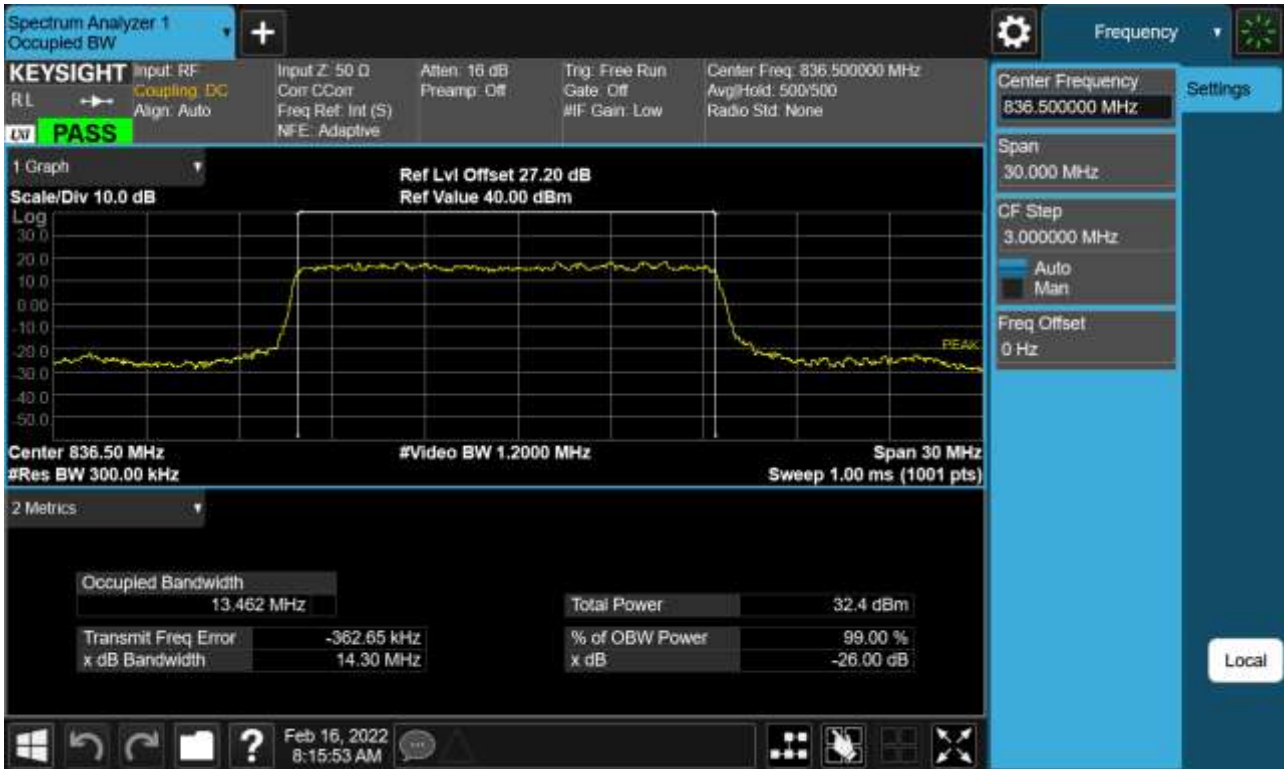 Spectrum Analyzer 1
Occupied BW
+
Frequency
KEYSIGHT
RL
LXI
PASS
Input: RF
Coupling: DC
Align: Auto
Input Z: 50 Ω
Corr CCorr
Freq Ref: Int (S)
NFE: Adaptive
Atten: 16 dB
Preamp: Off
Trig: Free Run
Gate: Off
#IF Gain: Low
Center Freq: 836.500000 MHz
Avg|Hold: 500/500
Radio Std: None
Center Frequency
836.500000 MHz
Settings
Span
30.000 MHz
CF Step
3.000000 MHz
Auto
Man
Freq Offset
0 Hz
Local
1 Graph
Scale/Div 10.0 dB
Ref Lvl Offset 27.20 dB
Ref Value 40.00 dBm
Log
30.0
20.0
10.0
0.00
-10.0
-20.0
-30.0
-40.0
-50.0
PEAK
Center 836.50 MHz
#Video BW 1.2000 MHz
Span 30 MHz
#Res BW 300.00 kHz
Sweep 1.00 ms (1001 pts)
2 Metrics
Occupied Bandwidth
13.462 MHz
Transmit Freq Error -362.65 kHz
x dB Bandwidth 14.30 MHz
Total Power 32.4 dBm
% of OBW Power 99.00 %
x dB -26.00 dB
?
Feb 16, 2022
8:15:53 AM